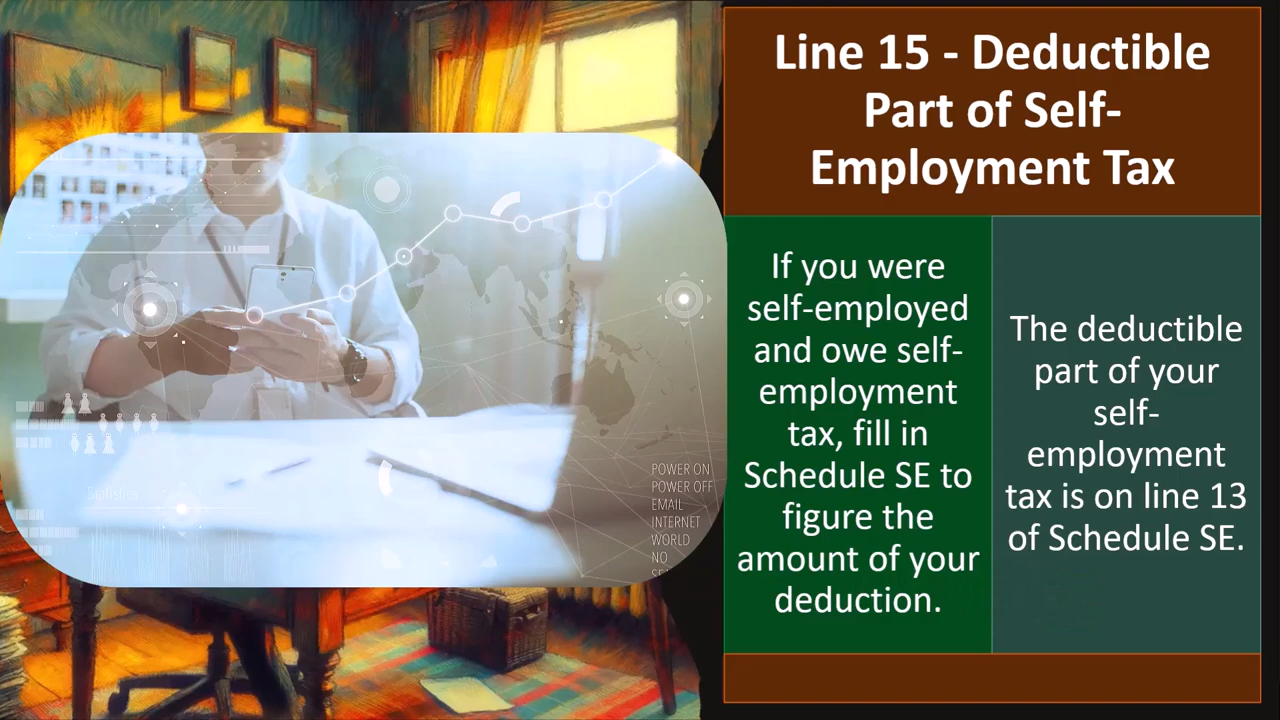 Line 15 - Deductible
Part of Self-
Employment Tax
If you were
self-employed
and owe self-
employment
tax, fill in
Schedule SE to
figure the
amount of your
deduction.
The deductible
part of your
self-
employment
tax is on line 13
of Schedule SE.
Statistics
POWER ON
POWER OFF
EMAIL
INTERNET
WORLD
NO